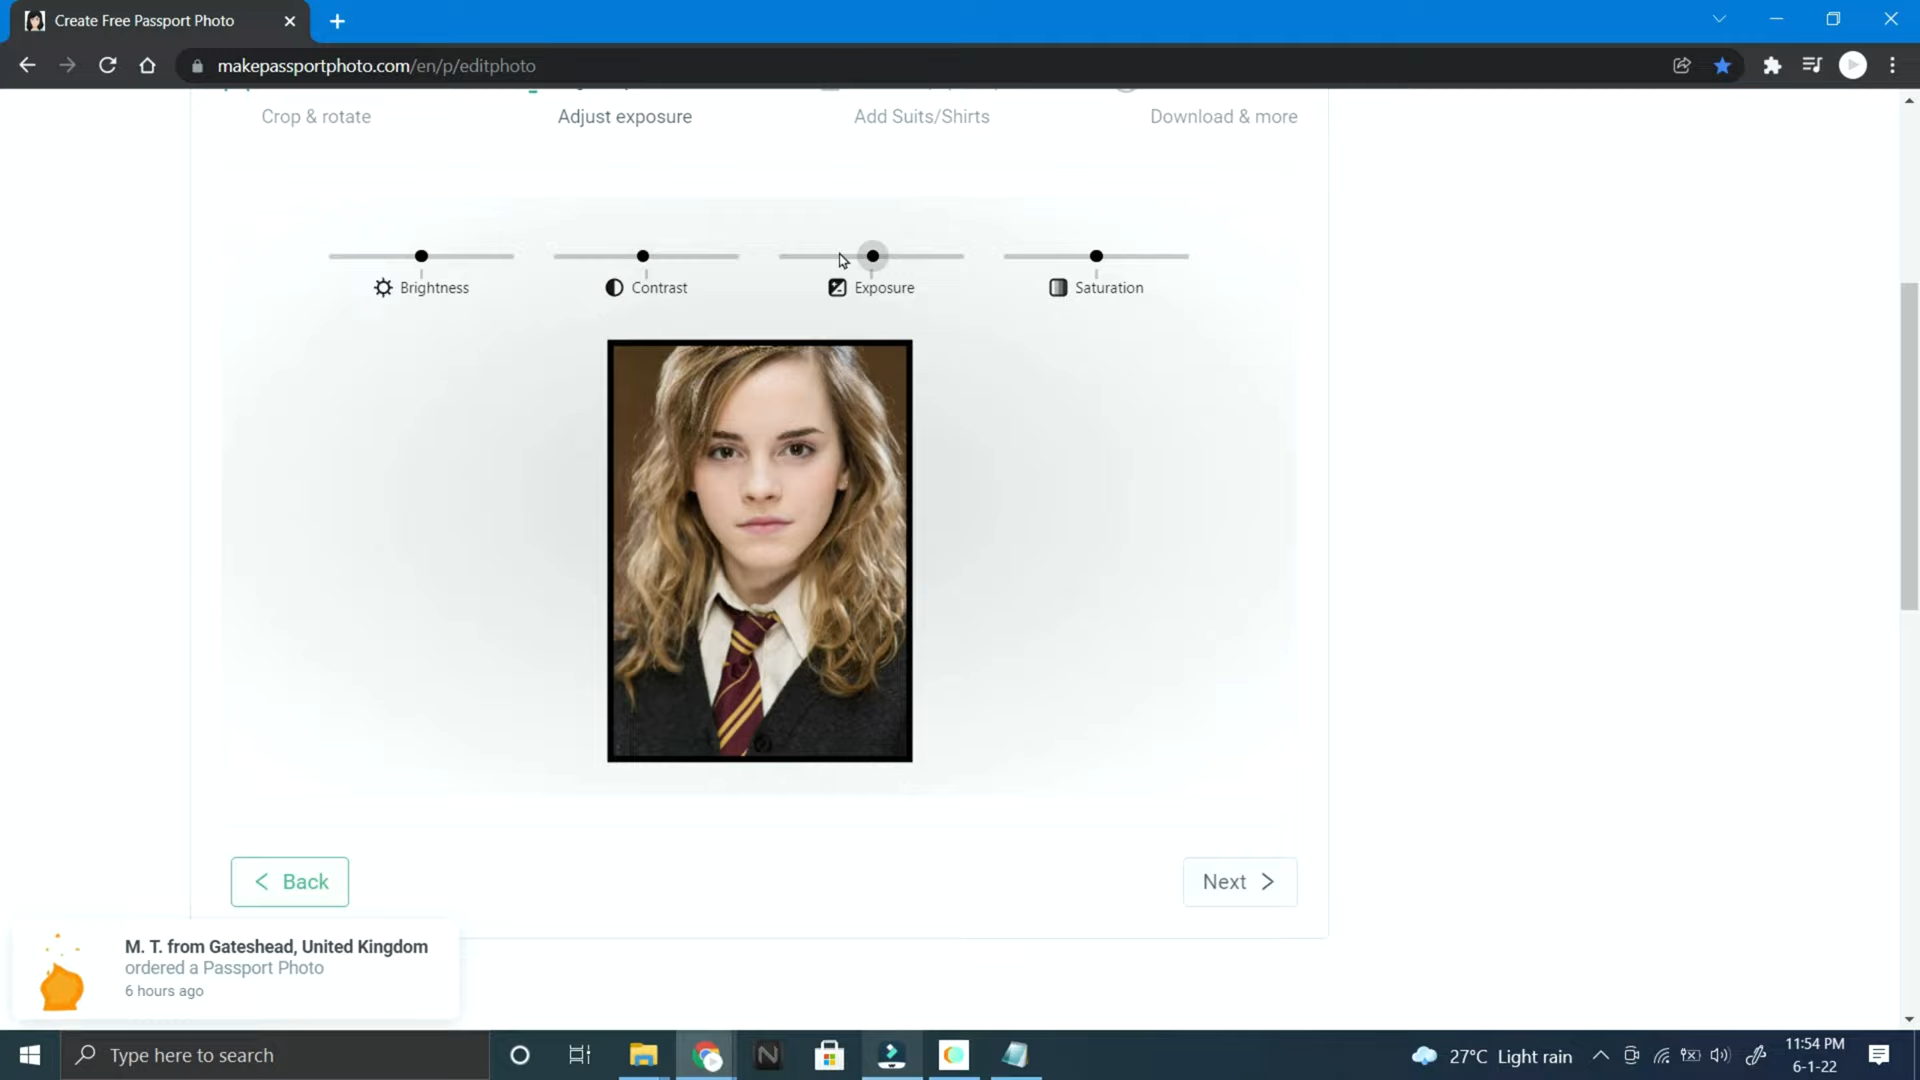 Create Free Passport Photo
makepassportphoto.com/en/p/editphoto
Crop & rotate
Adjust exposure
Add Suits/Shirts
Download & more
Brightness
Contrast
Exposure
Saturation
Back
Next
M. T. from Gateshead, United Kingdom
ordered a Passport Photo
6 hours ago
Type here to search
27°C Light rain
11:54 PM
6-1-22